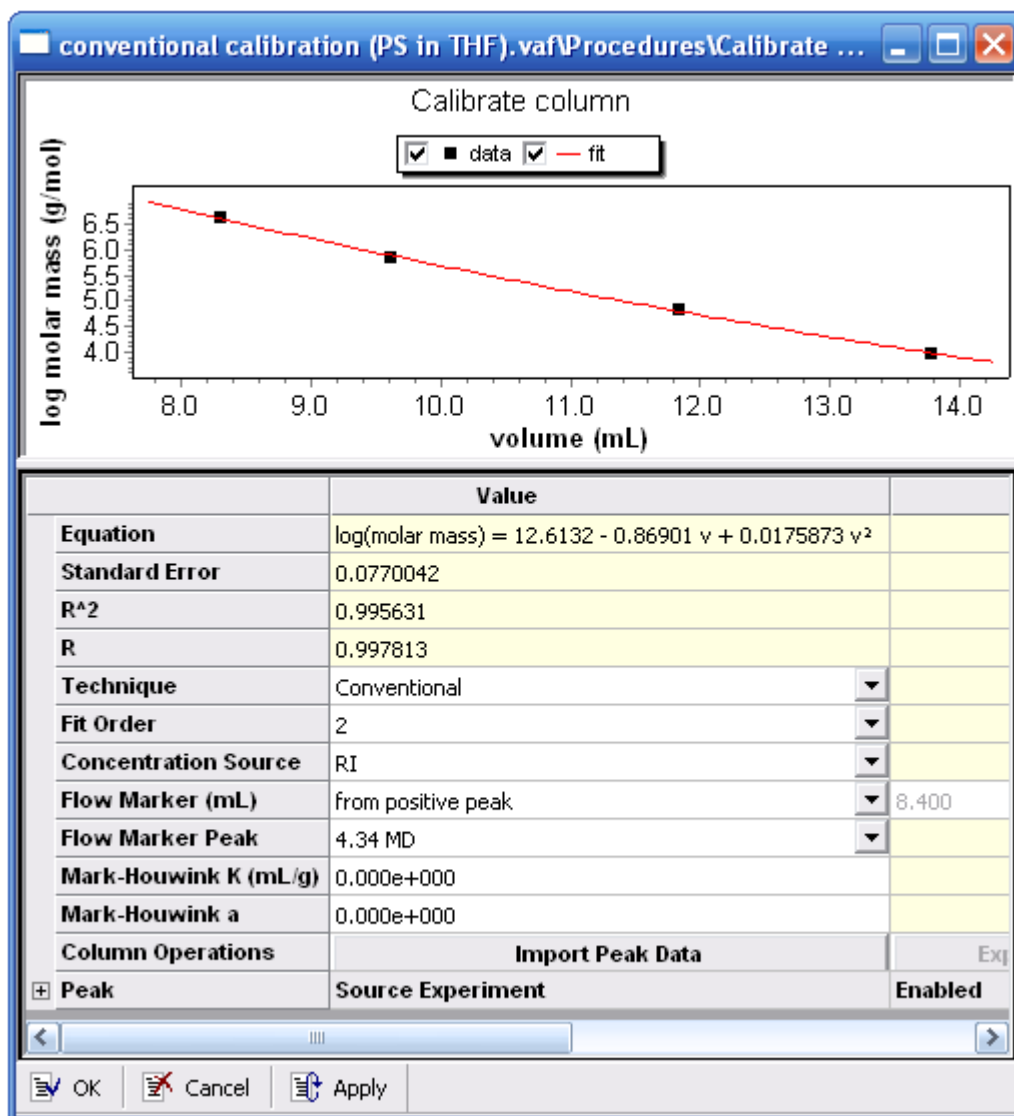 conventional calibration (PS in THF).vaf\Procedures\Calibrate ...
Calibrate column
data fit
log molar mass (g/mol)
6.5
6.0
5.5
5.0
4.5
4.0
8.0 9.0 10.0 11.0 12.0 13.0 14.0
volume (mL)
Value
Equation log(molar mass) = 12.6132 - 0.86901 v + 0.0175873 v²
Standard Error 0.0770042
R^2 0.995631
R 0.997813
Technique Conventional
Fit Order 2
Concentration Source RI
Flow Marker (mL) from positive peak 8.400
Flow Marker Peak 4.34 MD
Mark-Houwink K (mL/g) 0.000e+000
Mark-Houwink a 0.000e+000
Column Operations Import Peak Data
Peak Source Experiment Enabled
OK Cancel Apply